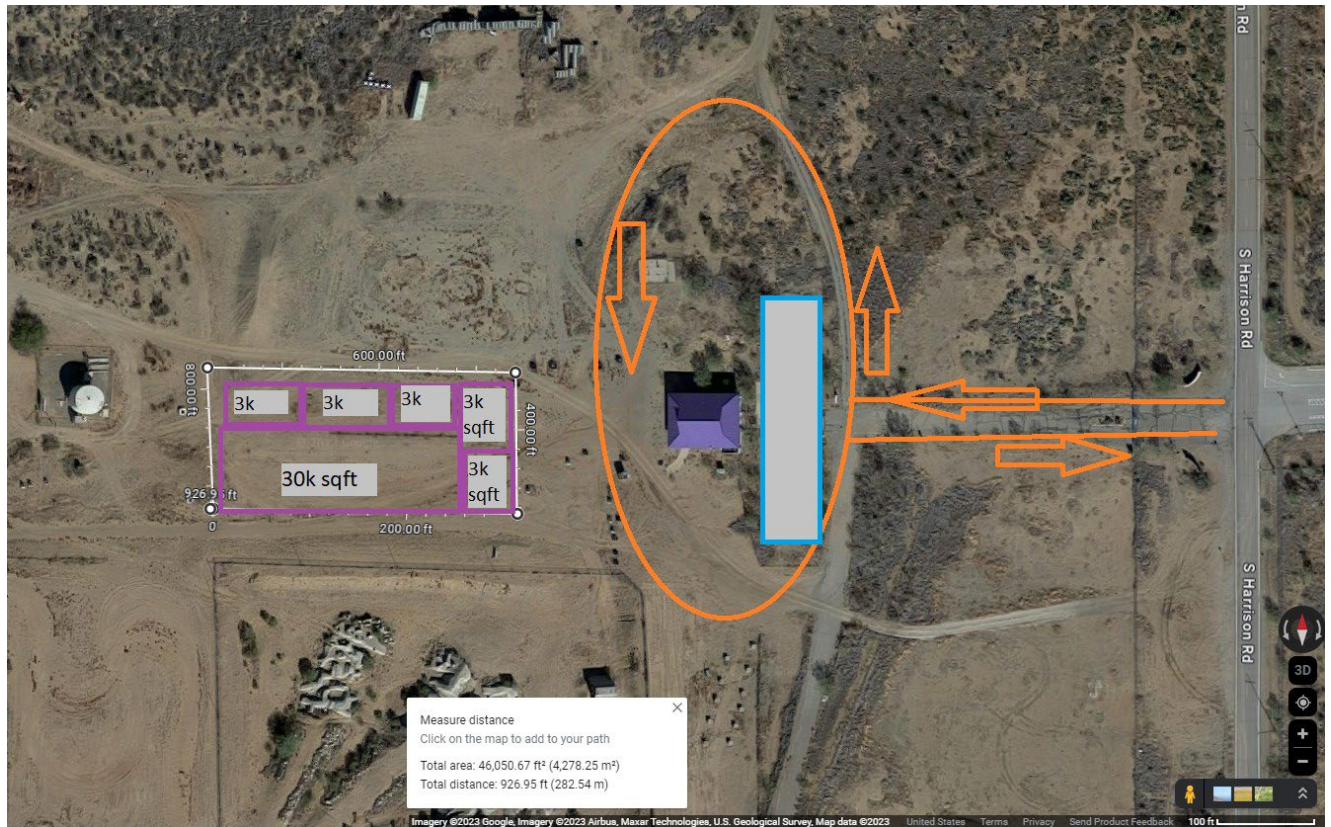 n Rd
S Harrison Rd
600.00 ft
800.00 ft
3k
3k
3k
3k
sqft
400.00 ft
30k sqft
3k
sqft
926.95 ft
0
200.00 ft
S Harrison Rd
3D
Measure distance
Click on the map to add to your path
Total area: 46,050.67 ft² (4,278.25 m²)
Total distance: 926.95 ft (282.54 m)
Imagery ©2023 Google, Imagery ©2023 Airbus, Maxar Technologies, U.S. Geological Survey, Map data ©2023 United States Terms Privacy Send Product Feedback 100 ft